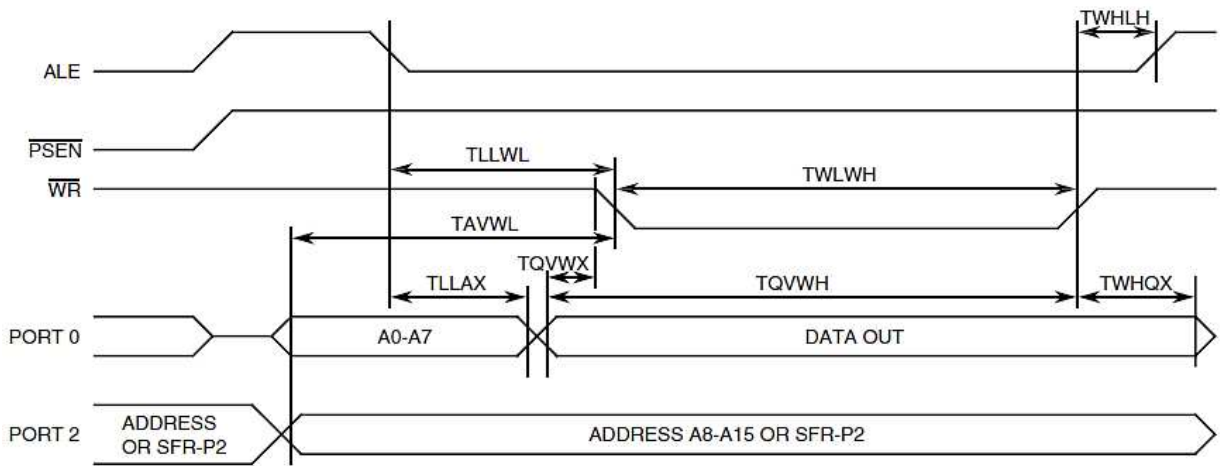 TWHLH
ALE
PSEN
TLLWL
WR
TWLWH
TAVWL
TQVWX
TLLAX
TQVWH
TWHQX
PORT 0
A0-A7
DATA OUT
PORT 2
ADDRESS
OR SFR-P2
ADDRESS A8-A15 OR SFR-P2